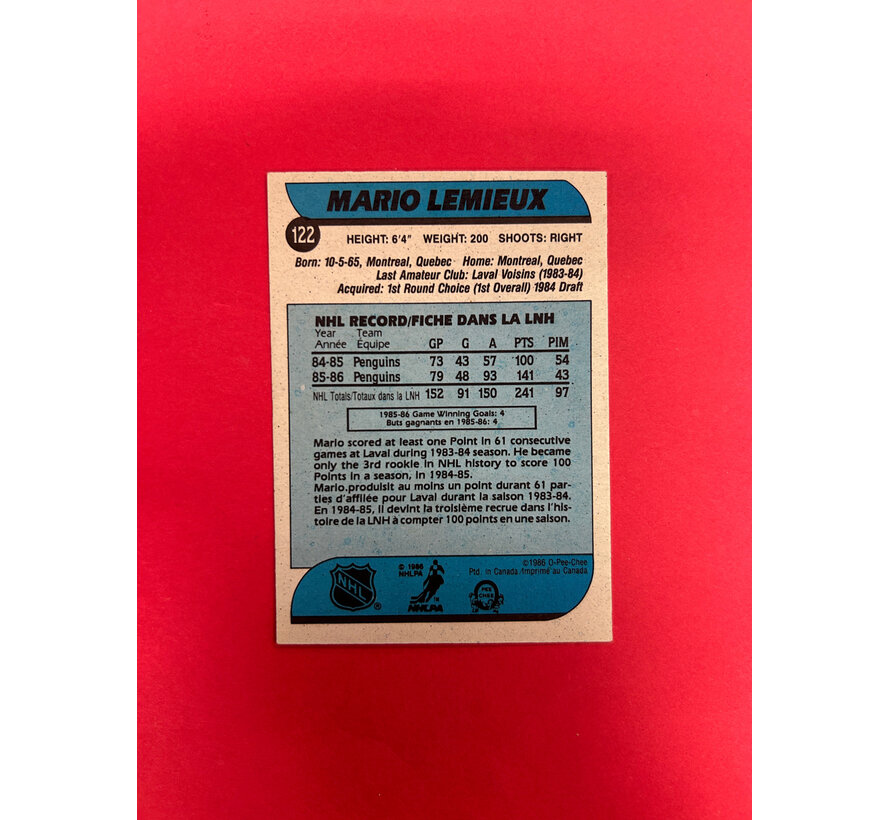 MARIO LEMIEUX
122
HEIGHT: 6'4" WEIGHT: 200 SHOOTS: RIGHT
Born: 10-5-65, Montreal, Quebec Home: Montreal, Quebec
Last Amateur Club: Laval Voisins (1983-84)
Acquired: 1st Round Choice (1st Overall) 1984 Draft
NHL RECORD/FICHE DANS LA LNH
Year Team
Année Équipe GP G A PTS PIM
84-85 Penguins 73 43 57 100 54
85-86 Penguins 79 48 93 141 43
NHL Totals/Totaux dans la LNH 152 91 150 241 97
1985-86 Game Winning Goals: 4
Buts gagnants en 1985-86: 4
Mario scored at least one Point in 61 consecutive
games at Laval during 1983-84 season. He became
only the 3rd rookie in NHL history to score 100
Points in a season, in 1984-85.
Mario produisit au moins un point durant 61 par-
ties d'affilée pour Laval durant la saison 1983-84.
En 1984-85, il devint la troisième recrue dans l'his-
toire de la LNH à compter 100 points en une saison.
©1986 O-Pee-Chee
Ptd. in Canada/Imprimé au Canada
NHL
®
© 1986
NHLPA
NHLPA
TM
PEE
CHEE